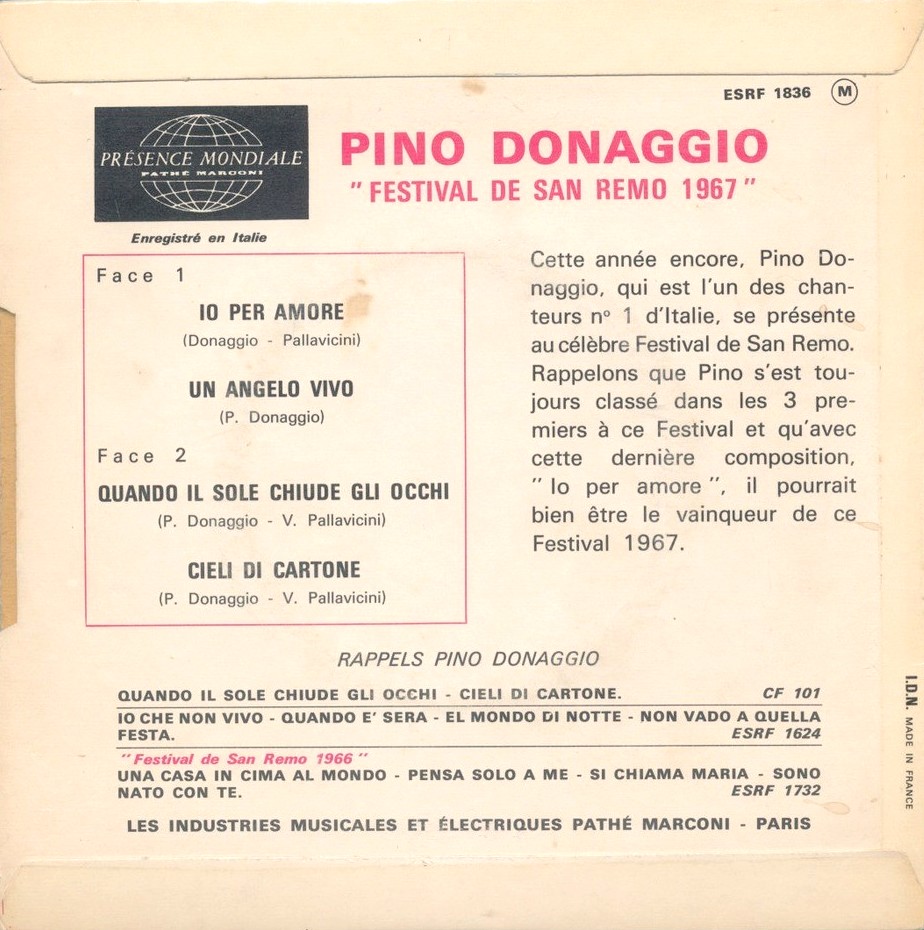 ESRF 1836 M
PRÉSENCE MONDIALE
PATHÉ MARCONI
Enregistré en Italie
PINO DONAGGIO
" FESTIVAL DE SAN REMO 1967 "
Face 1
IO PER AMORE
(Donaggio - Pallavicini)
UN ANGELO VIVO
(P. Donaggio)
Face 2
QUANDO IL SOLE CHIUDE GLI OCCHI
(P. Donaggio - V. Pallavicini)
CIELI DI CARTONE
(P. Donaggio - V. Pallavicini)
Cette année encore, Pino Do-
naggio, qui est l'un des chan-
teurs nº 1 d'Italie, se présente
au célèbre Festival de San Remo.
Rappelons que Pino s'est tou-
jours classé dans les 3 pre-
miers à ce Festival et qu'avec
cette dernière composition,
" Io per amore ", il pourrait
bien être le vainqueur de ce
Festival 1967.
RAPPELS PINO DONAGGIO
QUANDO IL SOLE CHIUDE GLI OCCHI - CIELI DI CARTONE. CF 101
IO CHE NON VIVO - QUANDO E' SERA - EL MONDO DI NOTTE - NON VADO A QUELLA
FESTA. ESRF 1624
" Festival de San Remo 1966 "
UNA CASA IN CIMA AL MONDO - PENSA SOLO A ME - SI CHIAMA MARIA - SONO
NATO CON TE. ESRF 1732
LES INDUSTRIES MUSICALES ET ÉLECTRIQUES PATHÉ MARCONI - PARIS
I.D.N. MADE IN FRANCE